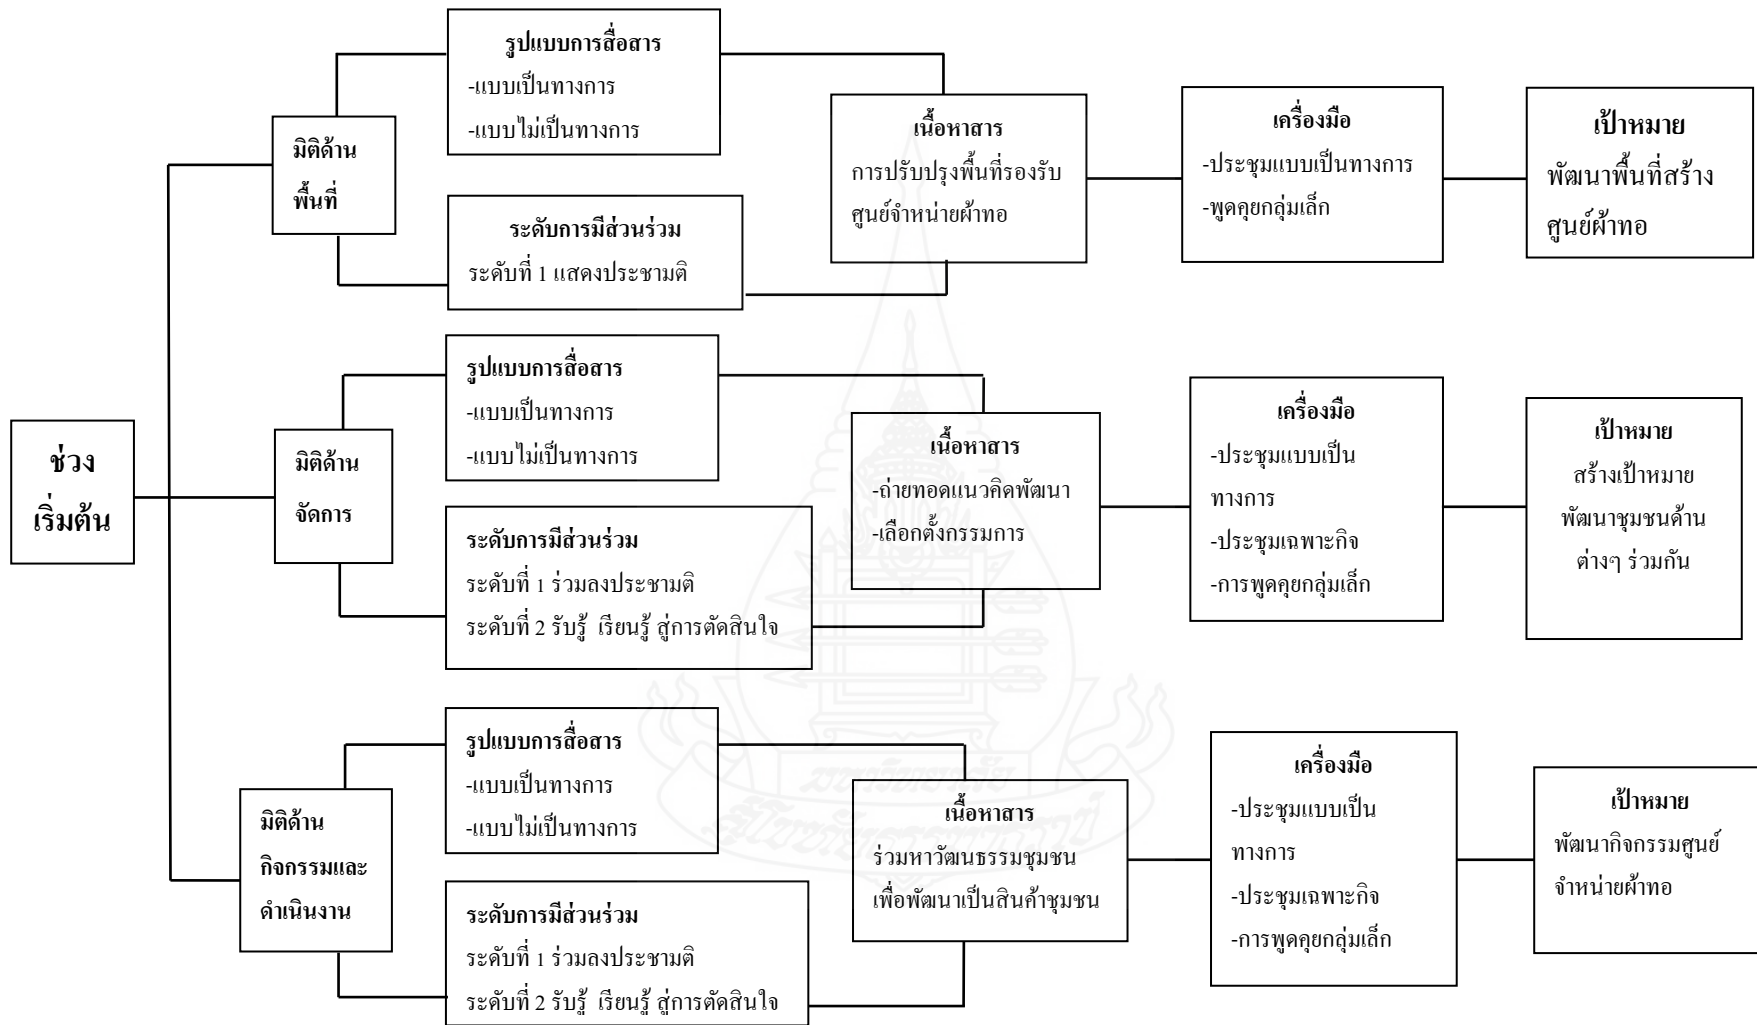 ช่วง
เริ่มต้น
มิติด้าน
พื้นที่
รูปแบบการสื่อสาร
-แบบเป็นทางการ
-แบบไม่เป็นทางการ
ระดับการมีส่วนร่วม
ระดับที่ 1 แสดงประชามติ
เนื้อหาสาร
การปรับปรุงพื้นที่รองรับ
ศูนย์จำหน่ายผ้าทอ
เครื่องมือ
-ประชุมแบบเป็นทางการ
-พูดคุยกลุ่มเล็ก
เป้าหมาย
พัฒนาพื้นที่สร้าง
ศูนย์ผ้าทอ
มิติด้าน
จัดการ
รูปแบบการสื่อสาร
-แบบเป็นทางการ
-แบบไม่เป็นทางการ
ระดับการมีส่วนร่วม
ระดับที่ 1 ร่วมลงประชามติ
ระดับที่ 2 รับรู้ เรียนรู้ สู่การตัดสินใจ
เนื้อหาสาร
-ถ่ายทอดแนวคิดพัฒนา
-เลือกตั้งกรรมการ
เครื่องมือ
-ประชุมแบบเป็น
ทางการ
-ประชุมเฉพาะกิจ
-การพูดคุยกลุ่มเล็ก
เป้าหมาย
สร้างเป้าหมาย
พัฒนาชุมชนด้าน
ต่างๆ ร่วมกัน
มิติด้าน
กิจกรรมและ
ดำเนินงาน
รูปแบบการสื่อสาร
-แบบเป็นทางการ
-แบบไม่เป็นทางการ
ระดับการมีส่วนร่วม
ระดับที่ 1 ร่วมลงประชามติ
ระดับที่ 2 รับรู้ เรียนรู้ สู่การตัดสินใจ
เนื้อหาสาร
ร่วมหาวัฒนธรรมชุมชน
เพื่อพัฒนาเป็นสินค้าชุมชน
เครื่องมือ
-ประชุมแบบเป็น
ทางการ
-ประชุมเฉพาะกิจ
-การพูดคุยกลุ่มเล็ก
เป้าหมาย
พัฒนากิจกรรมศูนย์
จำหน่ายผ้าทอ
มหาวิทยาลัย
สุโขทัยธรรมาธิราช